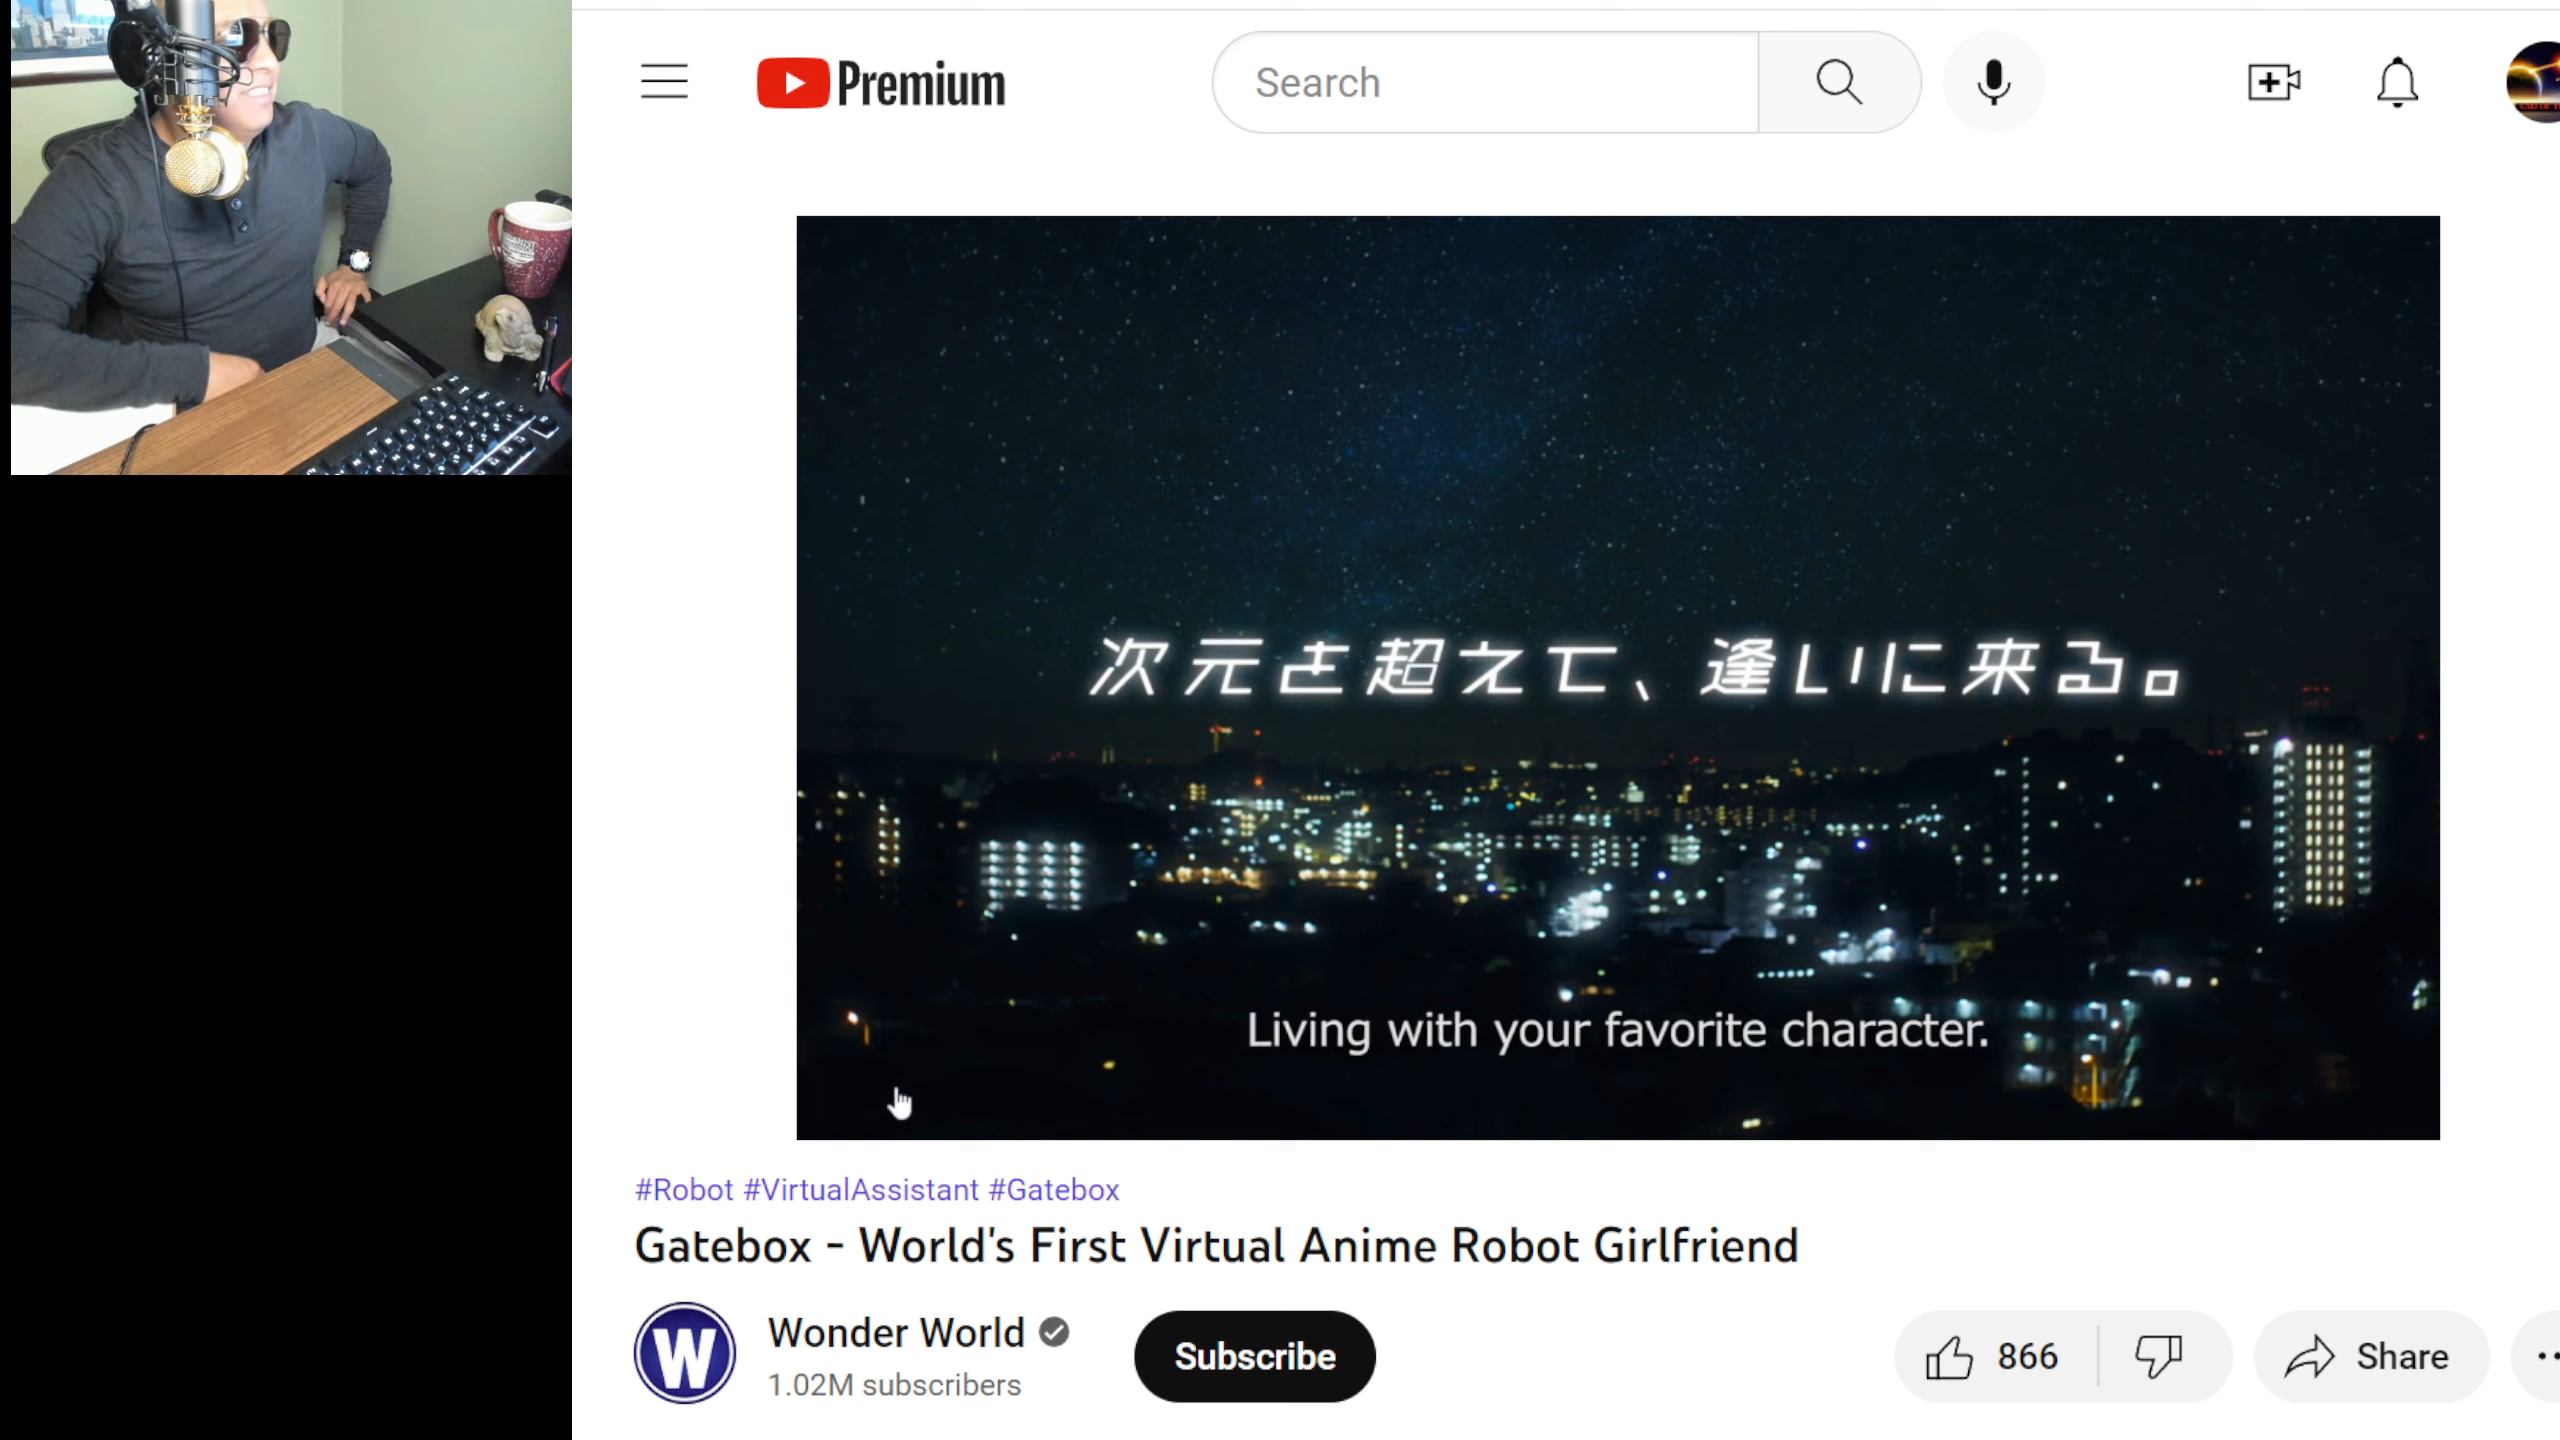 Premium
Search
次元を超えて、逢いに来る。
Living with your favorite character.
#Robot #VirtualAssistant #Gatebox
Gatebox - World's First Virtual Anime Robot Girlfriend
W
Wonder World
1.02M subscribers
Subscribe
866
Share